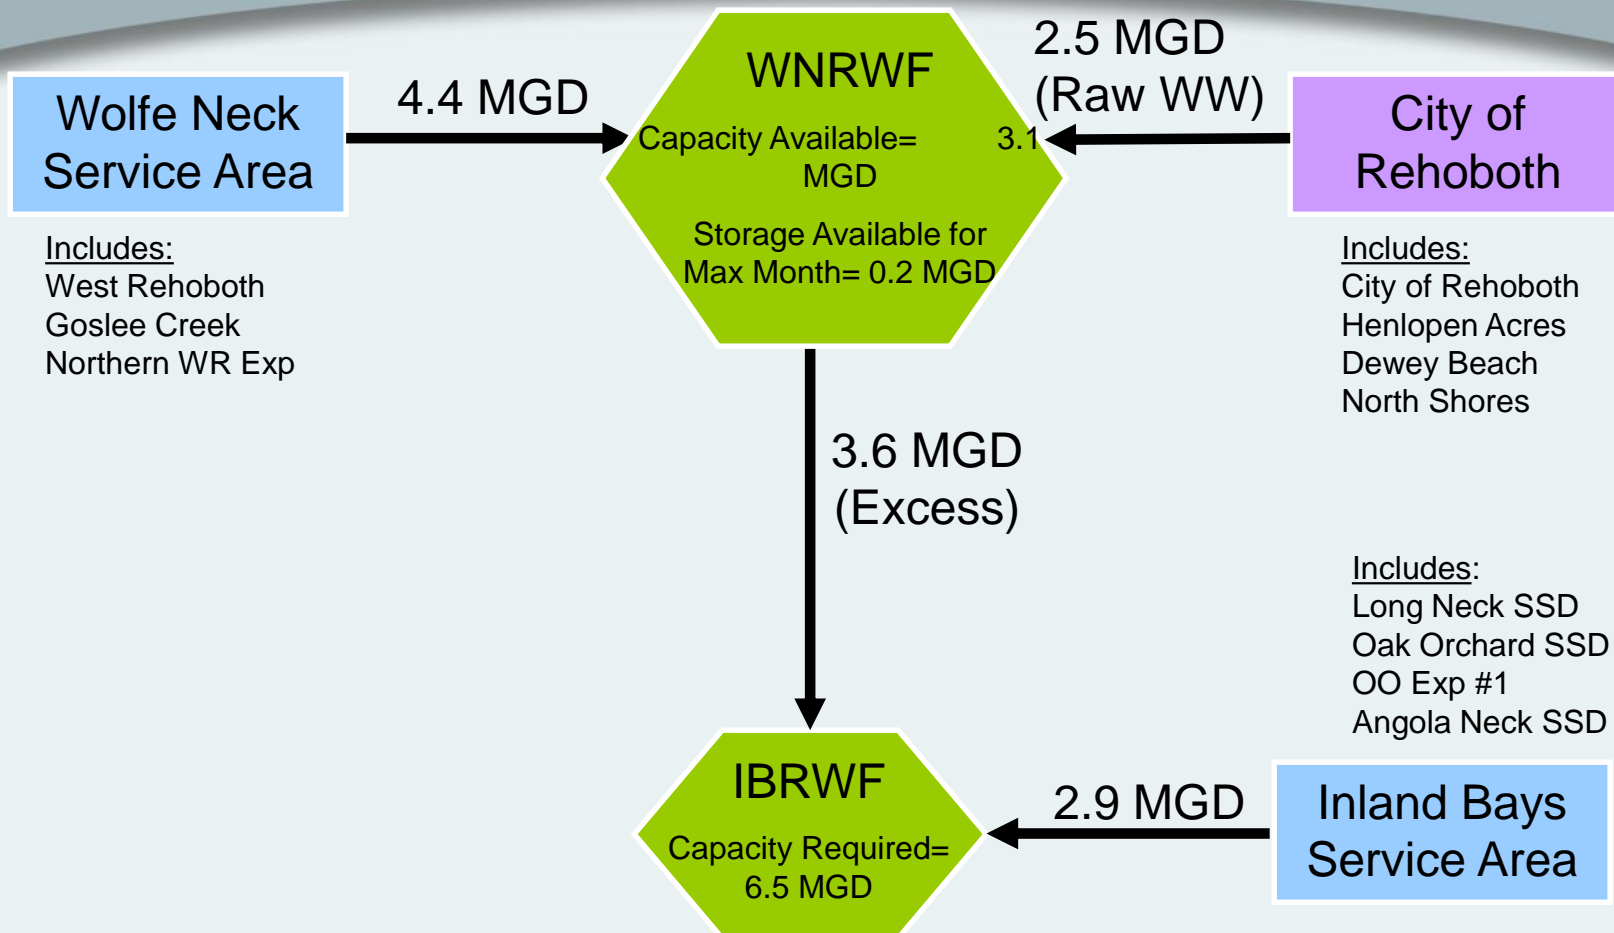 Wolfe Neck
Service Area
4.4 MGD
WNRWF
Capacity Available= 3.1
MGD
Storage Available for
Max Month= 0.2 MGD
2.5 MGD
(Raw WW)
City of
Rehoboth
Includes:
West Rehoboth
Goslee Creek
Northern WR Exp
Includes:
City of Rehoboth
Henlopen Acres
Dewey Beach
North Shores
3.6 MGD
(Excess)
Includes:
Long Neck SSD
Oak Orchard SSD
OO Exp #1
Angola Neck SSD
IBRWF
Capacity Required=
6.5 MGD
2.9 MGD
Inland Bays
Service Area